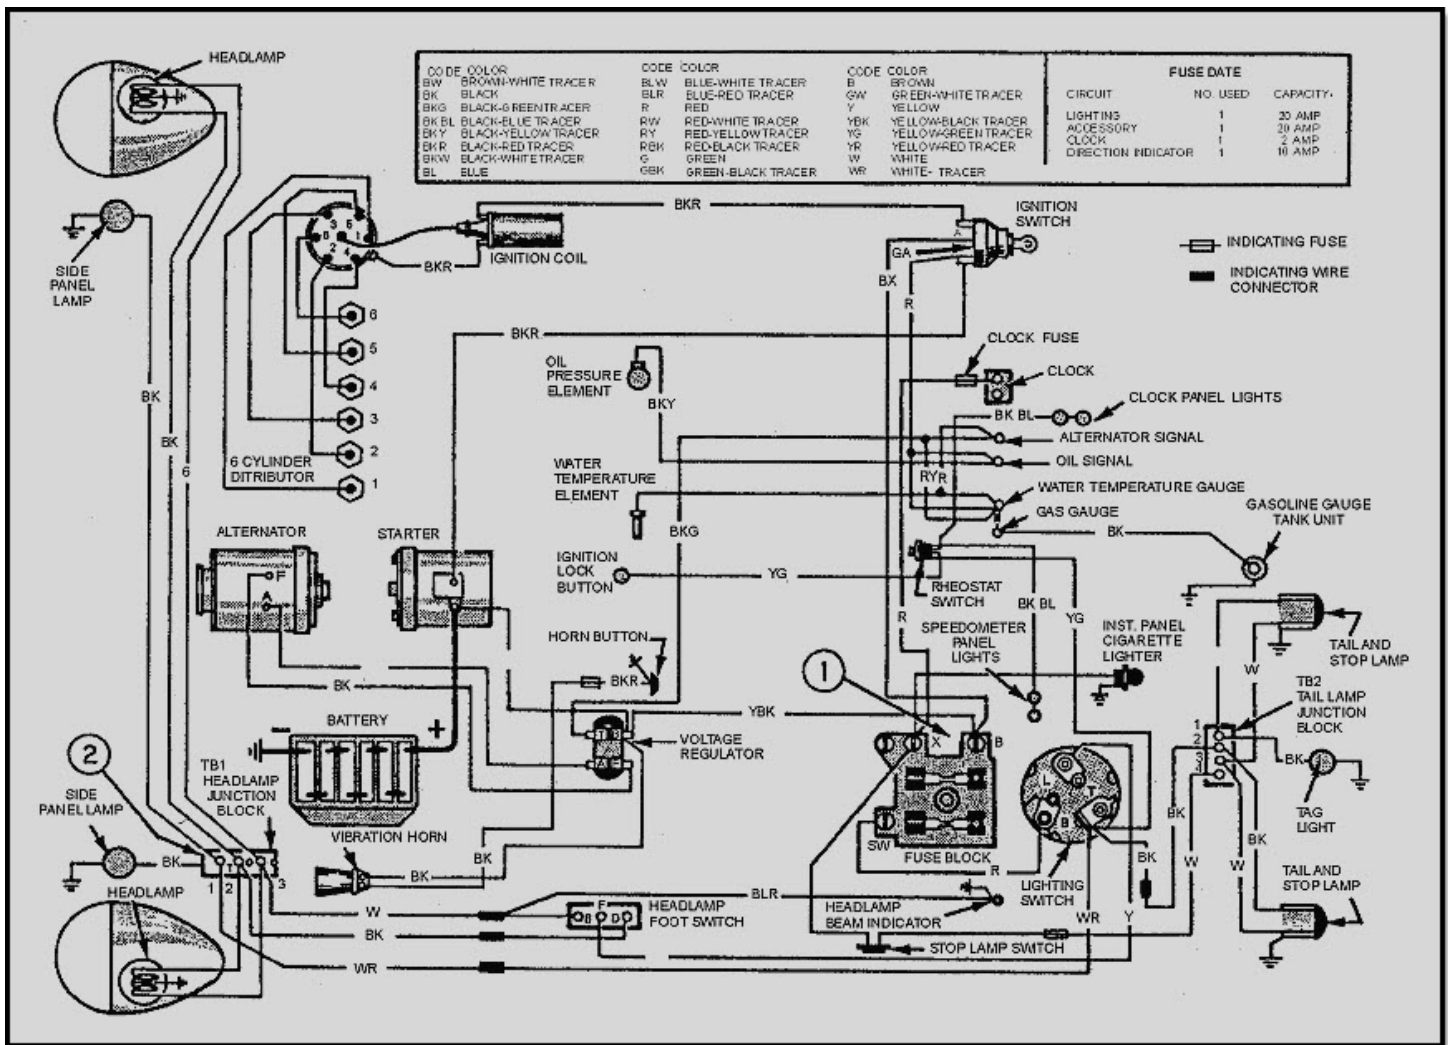 HEADLAMP
CODE COLOR
BW BROWN-WHITE TRACER
BK BLACK
BKG BLACK-GREENTRACER
BK BL BLACK-BLUE TRACER
BKY BLACK-YELLOW TRACER
BKR BLACK-RED TRACER
BKW BLACK-WHITE TRACER
BL BLUE
CODE COLOR
BLW BLUE-WHITE TRACER
BLR BLUE-RED TRACER
R RED
RW RED-WHITE TRACER
RY RED-YELLOW TRACER
RBK RED-BLACK TRACER
G GREEN
GBK GREEN-BLACK TRACER
CODE COLOR
B BROWN
GW GREEN-WHITE TRACER
Y YELLOW
YBK YELLOW-BLACK TRACER
YG YELLOW-GREEN TRACER
YR YELLOW-RED TRACER
W WHITE
WR WHITE- TRACER
FUSE DATE
CIRCUIT NO. USED CAPACITY.
LIGHTING 1 20 AMP
ACCESSORY 1 20 AMP
CLOCK 1 2 AMP
DIRECTION INDICATOR 1 10 AMP
SIDE
PANEL
LAMP
3 5
6 1
2 4
BKR
BKR
IGNITION COIL
IGNITION
SWITCH
A
GA
BX
R
INDICATING FUSE
INDICATING WIRE
CONNECTOR
6
5
4
3
2
1
6 CYLINDER
DITRIBUTOR
BK
BK
6
BKR
OIL
PRESSURE
ELEMENT
BKY
CLOCK FUSE
CLOCK
BK BL
CLOCK PANEL LIGHTS
ALTERNATOR SIGNAL
OIL SIGNAL
RY R
WATER
TEMPERATURE
ELEMENT
WATER TEMPERATURE GAUGE
GAS GAUGE
BK
GASOLINE GAUGE
TANK UNIT
BKG
ALTERNATOR
F
A
STARTER
IGNITION
LOCK
BUTTON
YG
RHEOSTAT
SWITCH
BK BL
YG
R
SPEEDOMETER
PANEL
LIGHTS
INST. PANEL
CIGARETTE
LIGHTER
TAIL AND
STOP LAMP
W
TB2
TAIL LAMP
JUNCTION
BLOCK
HORN BUTTON
BKR
BK
1
BATTERY
− +
YBK
VOLTAGE
REGULATOR
X
B
SW
FUSE BLOCK
L
H
T
B
LIGHTING
SWITCH
1
2
3
4
BK
TAG
LIGHT
2
TB1
HEADLAMP
JUNCTION
BLOCK
SIDE
PANEL LAMP
BK
1 2 3
VIBRATION HORN
BK
BK
R
BK
BK
W
W
BK
TAIL AND
STOP LAMP
HEADLAMP
W
BK
WR
B F D
HEADLAMP
FOOT SWITCH
BLR
HEADLAMP
BEAM INDICATOR
STOP LAMP SWITCH
WR
Y